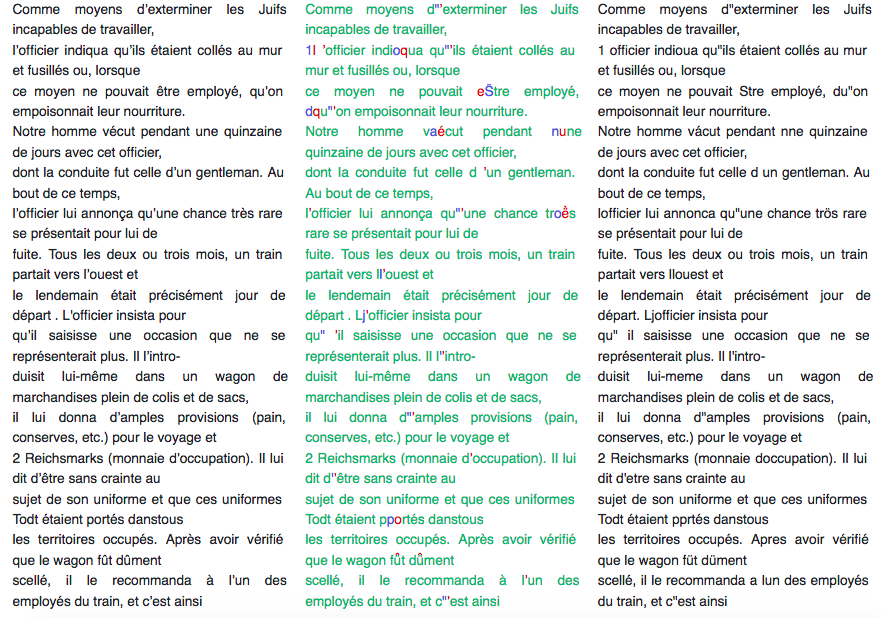 Comme moyens d'exterminer les Juifs
incapables de travailler,
l'officier indiqua qu'ils étaient collés au mur
et fusillés ou, lorsque
ce moyen ne pouvait être employé, qu'on
empoisonnait leur nourriture.
Notre homme vécut pendant une quinzaine
de jours avec cet officier,
dont la conduite fut celle d'un gentleman. Au
bout de ce temps,
l'officier lui annonça qu'une chance très rare
se présentait pour lui de
fuite. Tous les deux ou trois mois, un train
partait vers l'ouest et
le lendemain était précisément jour de
départ . L'officier insista pour
qu'il saisisse une occasion que ne se
représenterait plus. Il l'intro-
duisit lui-même dans un wagon de
marchandises plein de colis et de sacs,
il lui donna d'amples provisions (pain,
conserves, etc.) pour le voyage et
2 Reichsmarks (monnaie d'occupation). Il lui
dit d'être sans crainte au
sujet de son uniforme et que ces uniformes
Todt étaient portés danstous
les territoires occupés. Après avoir vérifié
que le wagon fût dûment
scellé, il le recommanda à l'un des
employés du train, et c'est ainsi
Comme moyens d"'exterminer les Juifs
incapables de travailler,
1l 'officier indioqua qu"'ils étaient collés au
mur et fusillés ou, lorsque
ce moyen ne pouvait eŠtre employé,
dqu"'on empoisonnait leur nourriture.
Notre homme vaécut pendant nune
quinzaine de jours avec cet officier,
dont la conduite fut celle d 'un gentleman.
Au bout de ce temps,
l'officier lui annonça qu"'une chance troès
rare se présentait pour lui de
fuite. Tous les deux ou trois mois, un train
partait vers ll'ouest et
le lendemain était précisément jour de
départ . Lj'officier insista pour
qu" 'il saisisse une occasion que ne se
représenterait plus. Il l'"intro-
duisit lui-même dans un wagon de
marchandises plein de colis et de sacs,
il lui donna d"'amples provisions (pain,
conserves, etc.) pour le voyage et
2 Reichsmarks (monnaie d'occupation). Il lui
dit d'"être sans crainte au
sujet de son uniforme et que ces uniformes
Todt étaient pportés danstous
les territoires occupés. Après avoir vérifié
que le wagon fût dûment
scellé, il le recommanda à l'un des
employés du train, et c"'est ainsi
Comme moyens d"exterminer les Juifs
incapables de travailler,
1 officier indioua qu"ils étaient collés au mur
et fusillés ou, lorsque
ce moyen ne pouvait Stre employé, du"on
empoisonnait leur nourriture.
Notre homme vácut pendant nne quinzaine
de jours avec cet officier,
dont la conduite fut celle d un gentleman. Au
bout de ce temps,
lofficier lui annonca qu"une chance trös rare
se présentait pour lui de
fuite. Tous les deux ou trois mois, un train
partait vers llouest et
le lendemain était précisément jour de
départ. Ljofficier insista pour
qu" il saisisse une occasion que ne se
représenterait plus. Il l'intro-
duisit lui-meme dans un wagon de
marchandises plein de colis et de sacs,
il lui donna d"amples provisions (pain,
conserves, etc.) pour le voyage et
2 Reichsmarks (monnaie doccupation). Il lui
dit d'etre sans crainte au
sujet de son uniforme et que ces uniformes
Todt étaient pprtés danstous
les territoires occupés. Apres avoir vérifié
que le wagon füt düment
scellé, il le recommanda a lun des employés
du train, et c"est ainsi